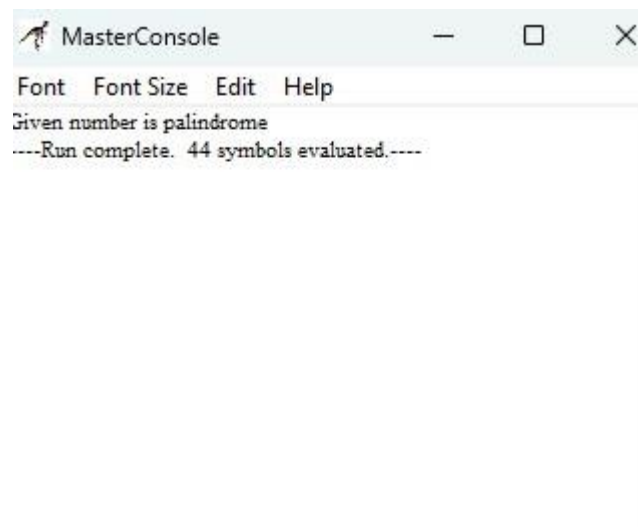 MasterConsole
Font Font Size Edit Help
Given number is palindrome
----Run complete.  44 symbols evaluated.----